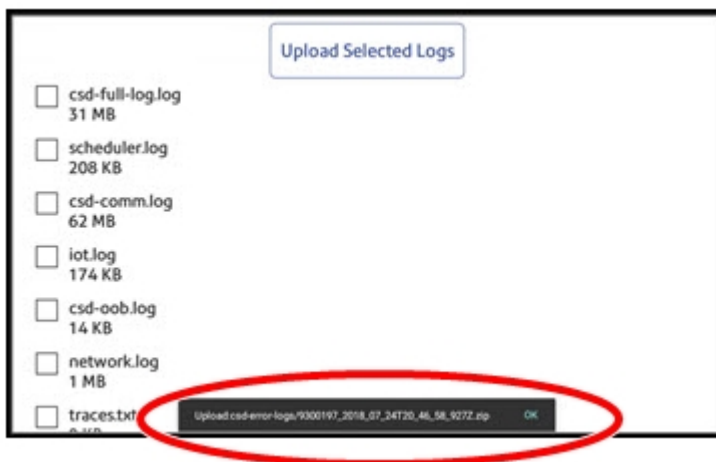 Upload Selected Logs
csd-full-log.log
31 MB
scheduler.log
208 KB
csd-comm.log
62 MB
iot.log
174 KB
csd-oob.log
14 KB
network.log
1 MB
traces.txt
Upload:csd-error-logs/9300197_2018_07_24T20_46_58_927Z.zip OK